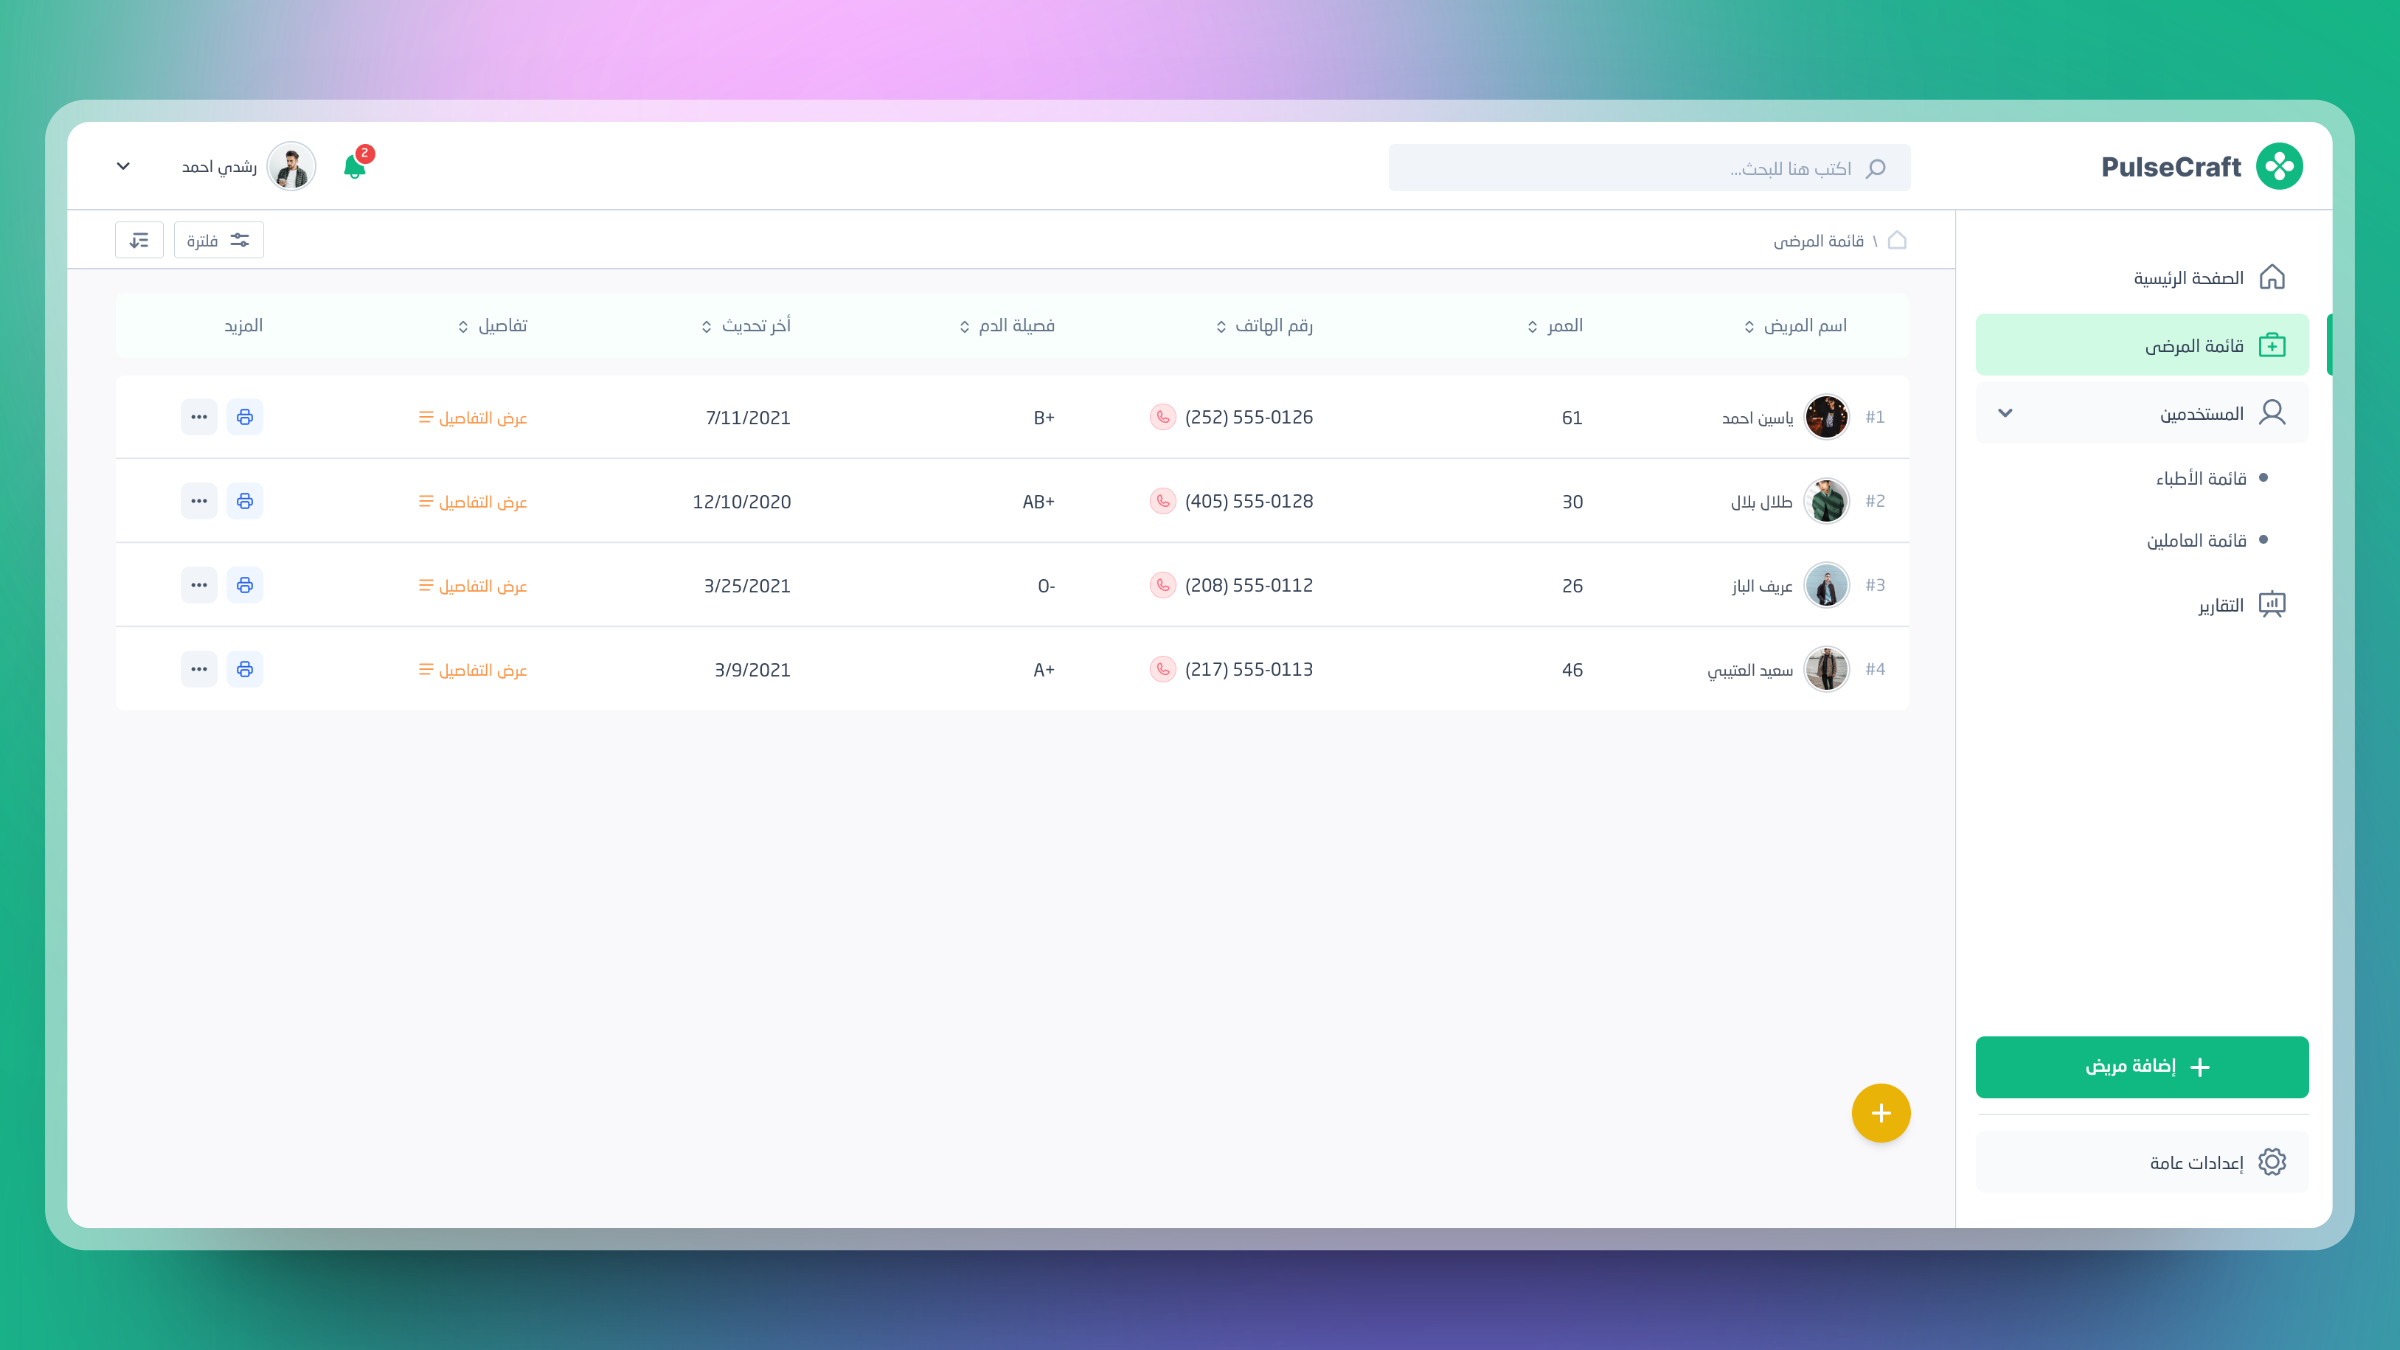 PulseCraft
اكتب هنا للبحث...
2
رشدي احمد
الصفحة الرئيسية
قائمة المرضى
المستخدمين
قائمة الأطباء
قائمة العاملين
التقارير
إضافة مريض
إعدادات عامة
\ قائمة المرضى
فلترة
اسم المريض العمر رقم الهاتف فصيلة الدم أخر تحديث تفاصيل المزيد
#1 ياسين احمد 61 (252) 555-0126 B+ 7/11/2021 عرض التفاصيل
#2 طلال بلال 30 (405) 555-0128 AB+ 12/10/2020 عرض التفاصيل
#3 عريف الباز 26 (208) 555-0112 O- 3/25/2021 عرض التفاصيل
#4 سعيد العتيبي 46 (217) 555-0113 A+ 3/9/2021 عرض التفاصيل